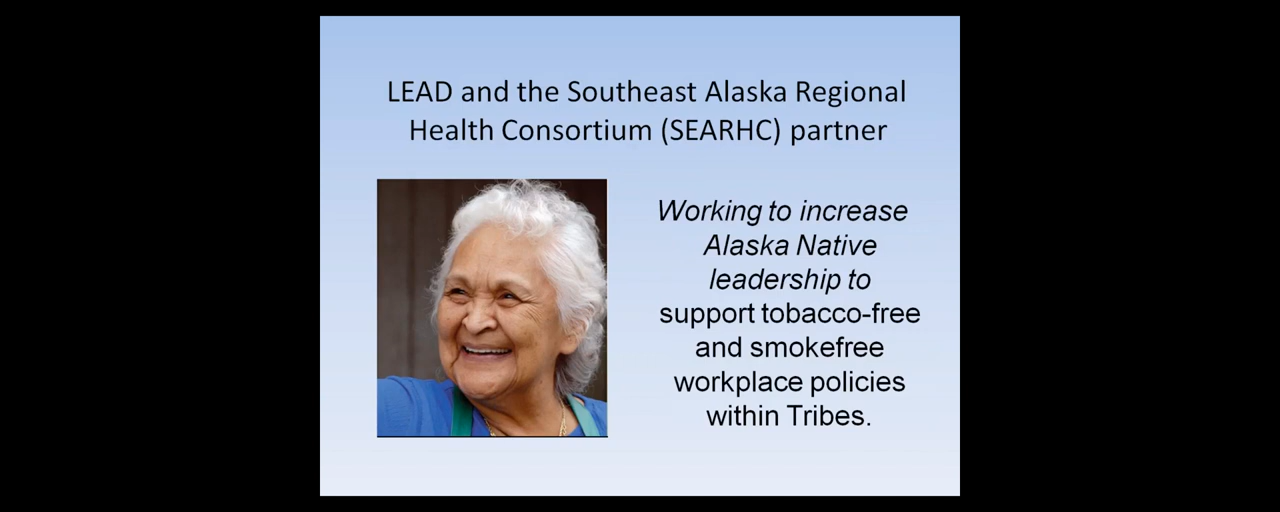 LEAD and the Southeast Alaska Regional
Health Consortium (SEARHC) partner
Working to increase
Alaska Native
leadership to
support tobacco-free
and smokefree
workplace policies
within Tribes.